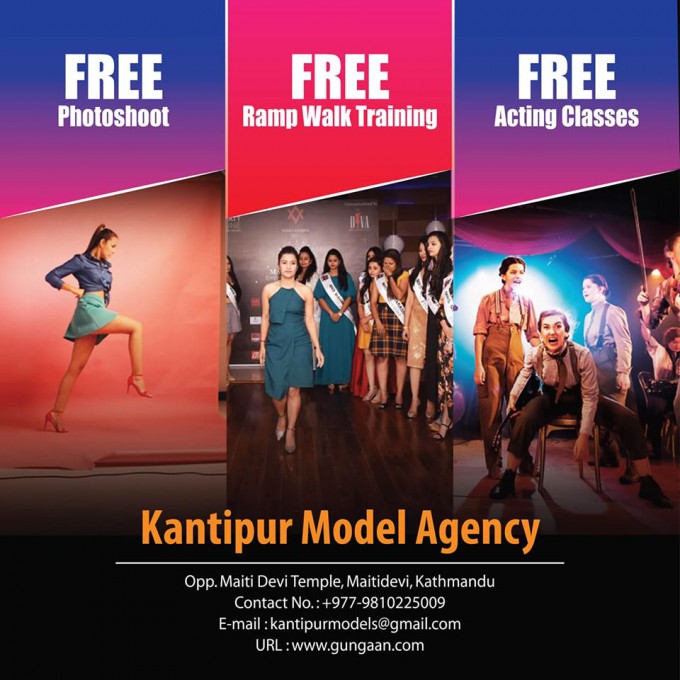 FREE
Photoshoot
FREE
Ramp Walk Training
FREE
Acting Classes
Kantipur Model Agency
Opp. Maiti Devi Temple, Maitidevi, Kathmandu
Contact No. : +977-9810225009
E-mail : kantipurmodels@gmail.com
URL : www.gungaan.com